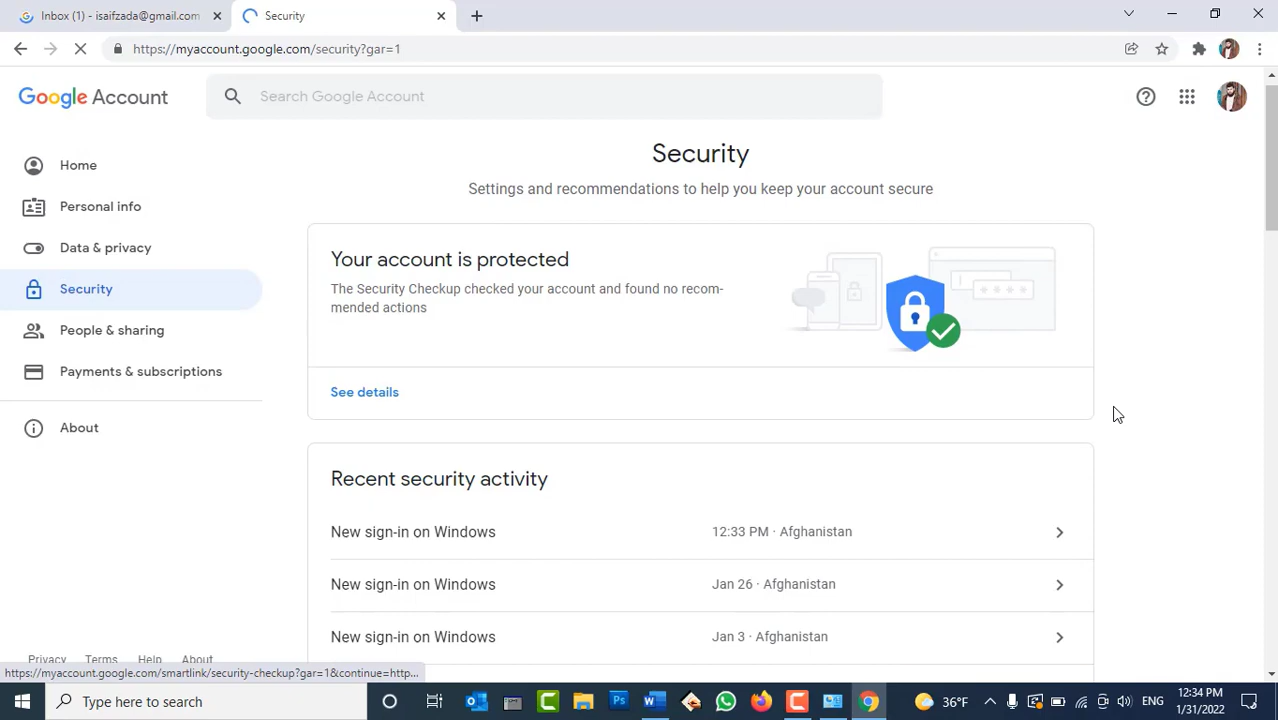 Inbox (1) - isaifzada@gmail.com
Security
https://myaccount.google.com/security?gar=1
Google Account
Search Google Account
Home
Personal info
Data & privacy
Security
People & sharing
Payments & subscriptions
About
Security
Settings and recommendations to help you keep your account secure
Your account is protected
The Security Checkup checked your account and found no recom-
mended actions
See details
Recent security activity
New sign-in on Windows 12:33 PM · Afghanistan
New sign-in on Windows Jan 26 · Afghanistan
New sign-in on Windows Jan 3 · Afghanistan
Privacy Terms Help About
https://myaccount.google.com/smartlink/security-checkup?gar=1&continue=http...
Type here to search
36°F
ENG
12:34 PM
1/31/2022